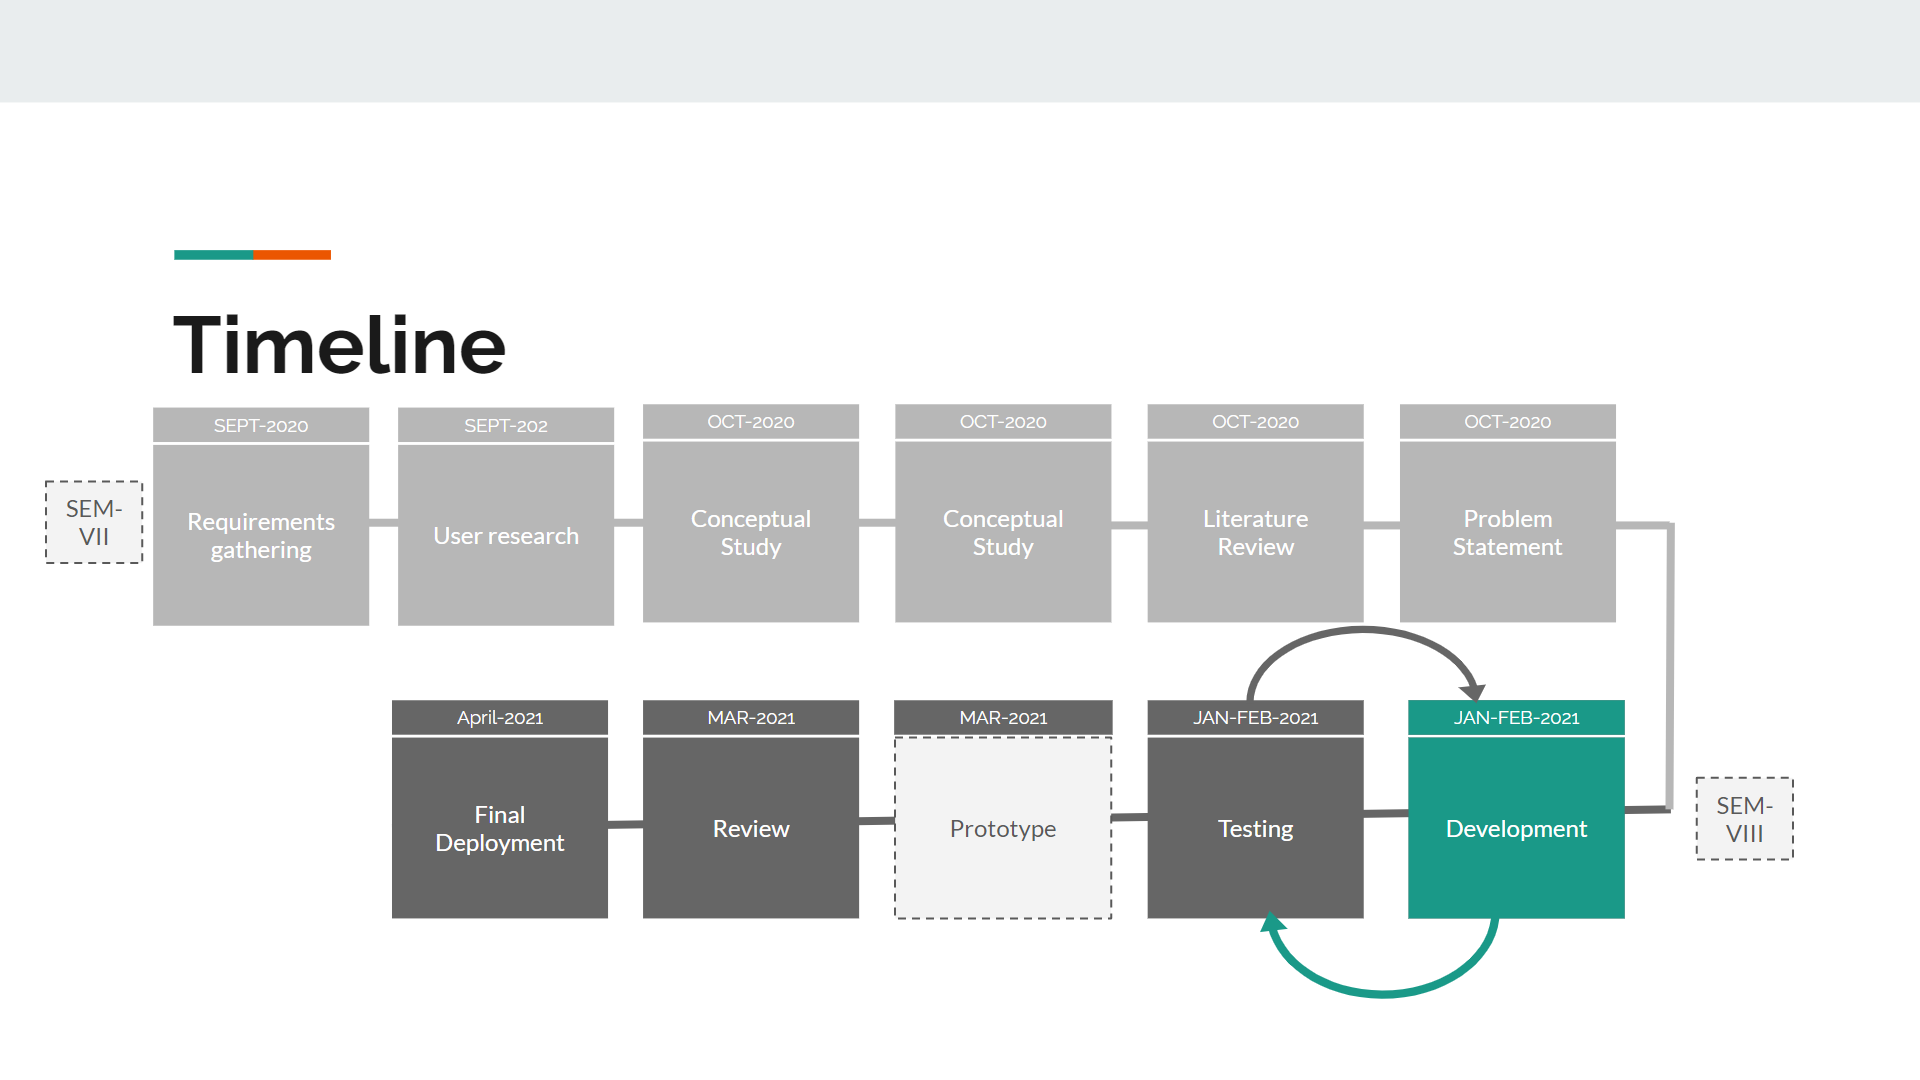 Timeline
SEM-
VII
SEPT-2020
Requirements
gathering
SEPT-202
User research
OCT-2020
Conceptual
Study
OCT-2020
Conceptual
Study
OCT-2020
Literature
Review
OCT-2020
Problem
Statement
April-2021
Final
Deployment
MAR-2021
Review
MAR-2021
Prototype
JAN-FEB-2021
Testing
JAN-FEB-2021
Development
SEM-
VIII